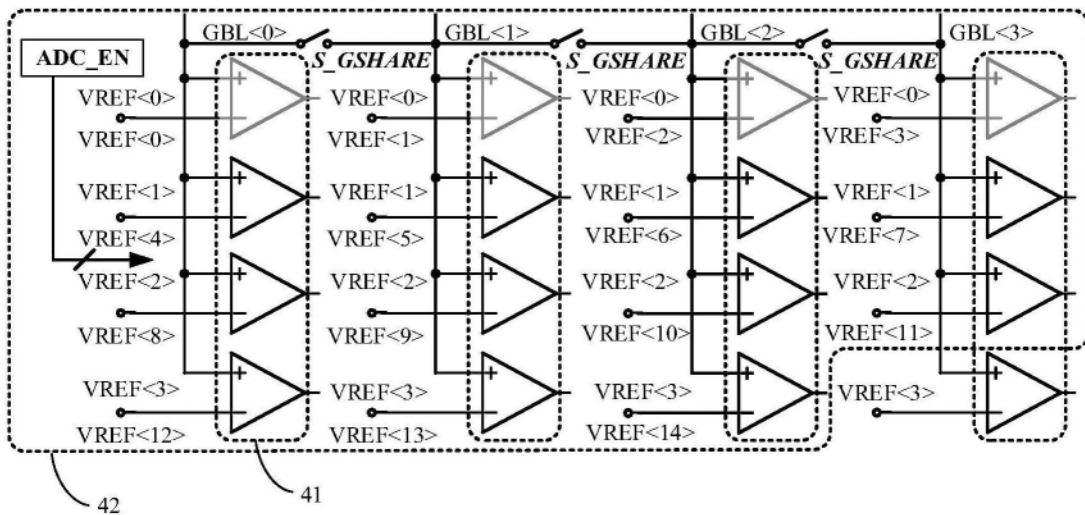 GBL<0> GBL<1> GBL<2> GBL<3>
ADC_EN S_GSHARE S_GSHARE S_GSHARE
VREF<0> VREF<0> VREF<0> VREF<0>
VREF<0> VREF<1> VREF<2> VREF<3>
VREF<1> VREF<1> VREF<1> VREF<1>
VREF<4> VREF<5> VREF<6> VREF<7>
VREF<2> VREF<2> VREF<2> VREF<2>
VREF<8> VREF<9> VREF<10> VREF<11>
VREF<3> VREF<3> VREF<3> VREF<3>
VREF<12> VREF<13> VREF<14>
42 41